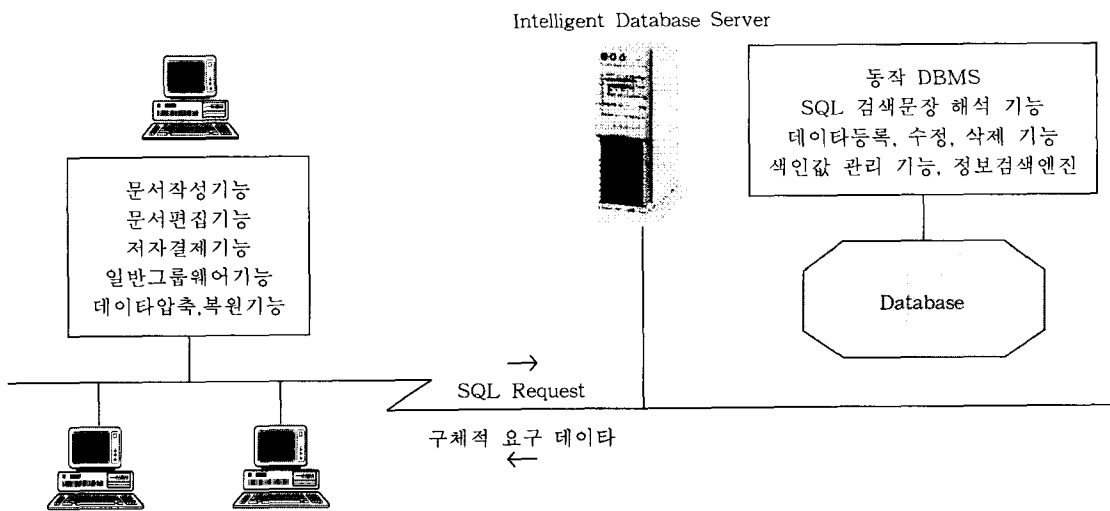 Intelligent Database Server
동작 DBMS
SQL 검색문장 해석 기능
데이타등록, 수정, 삭제 기능
색인값 관리 기능, 정보검색엔진
문서작성기능
문서편집기능
저자결제기능
일반그룹웨어기능
데이타압축,복원기능
Database
→
SQL Request
구체적 요구 데이타
←